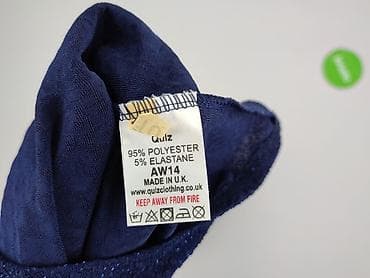 Quiz
95% POLYESTER
5% ELASTANE
AW14
MADE IN U.K.
www.quizclothing.co.uk
KEEP AWAY FROM FIRE